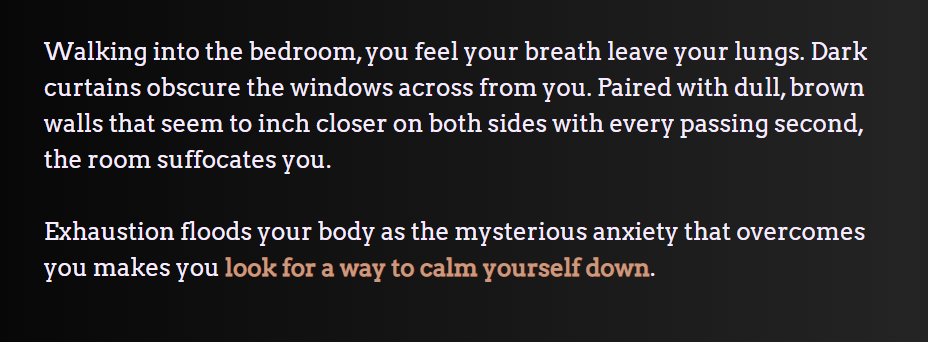 Walking into the bedroom, you feel your breath leave your lungs. Dark
curtains obscure the windows across from you. Paired with dull, brown
walls that seem to inch closer on both sides with every passing second,
the room suffocates you.
Exhaustion floods your body as the mysterious anxiety that overcomes
you makes you look for a way to calm yourself down.